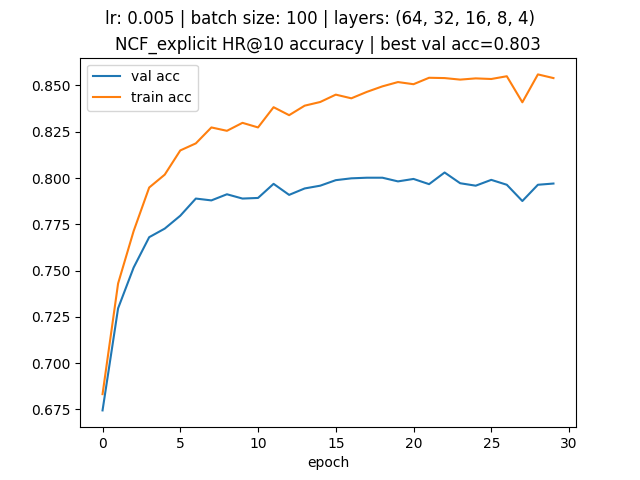 lr: 0.005 | batch size: 100 | layers: (64, 32, 16, 8, 4)
NCF_explicit HR@10 accuracy | best val acc=0.803
val acc
train acc
0.850
0.825
0.800
0.775
0.750
0.725
0.700
0.675
0 5 10 15 20 25 30
epoch